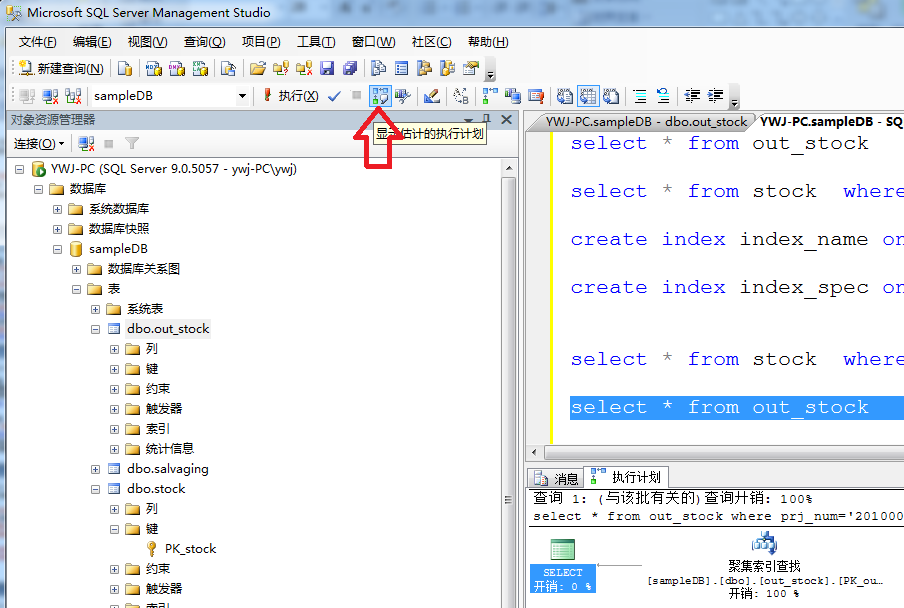 Microsoft SQL Server Management Studio
文件(F) 编辑(E) 视图(V) 查询(Q) 项目(P) 工具(T) 窗口(W) 社区(C) 帮助(H)
新建查询(N)
sampleDB 执行(X)
对象资源管理器
显示估计的执行计划
连接(O)
YWJ-PC (SQL Server 9.0.5057 - ywj-PC\ywj)
数据库
系统数据库
数据库快照
sampleDB
数据库关系图
表
系统表
dbo.out_stock
列
键
约束
触发器
索引
统计信息
dbo.salvaging
dbo.stock
列
键
PK_stock
约束
触发器
索引
YWJ-PC.sampleDB - dbo.out_stock YWJ-PC.sampleDB - SQ
select * from out_stock
select * from stock where
create index index_name on
create index index_spec on
select * from stock where
select * from out_stock
消息 执行计划
查询 1: (与该批有关的)查询开销: 100%
select * from out_stock where prj_num='201000
SELECT
开销: 0 %
聚集索引查找
[sampleDB].[dbo].[out_stock].[PK_ou…
开销: 100 %